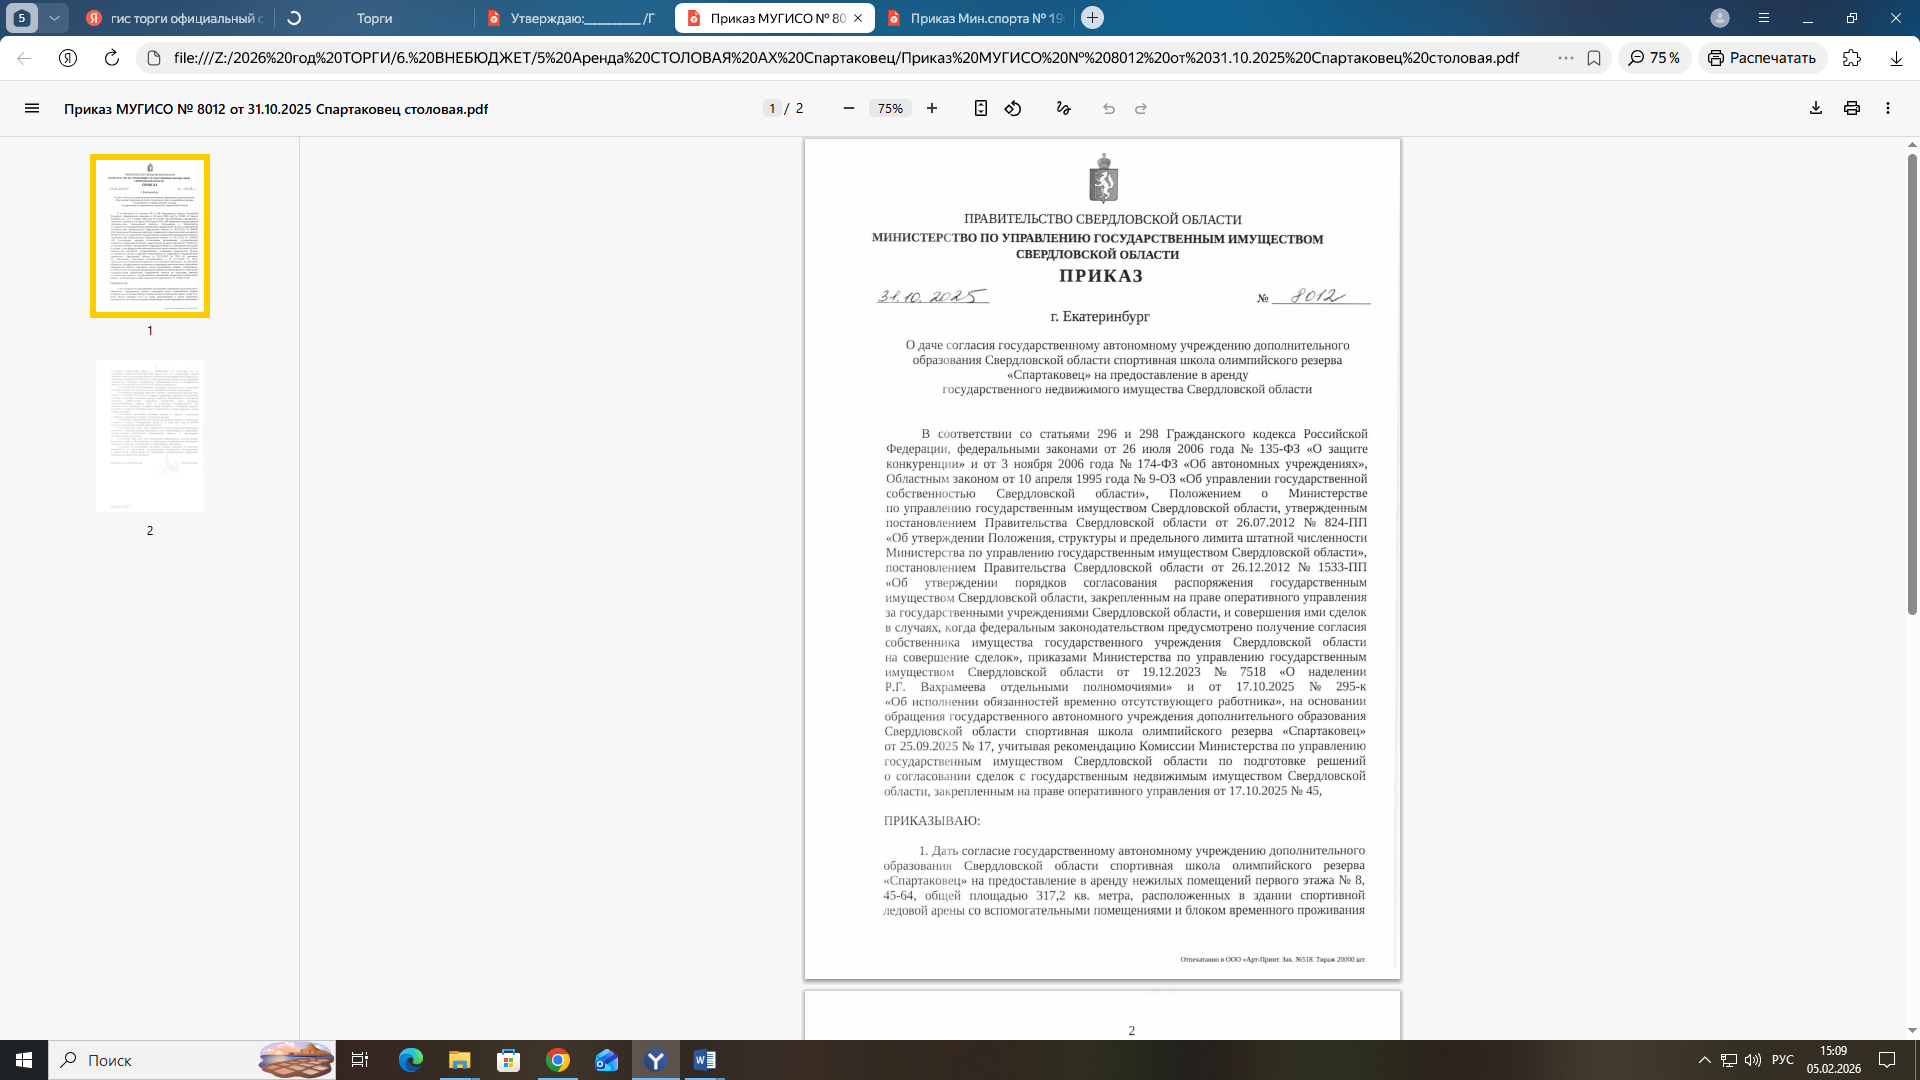 5
гис торги официальный с
Торги
Утверждаю:__________ /Г
Приказ МУГИСО № 80
Приказ Мин.спорта № 19
file:///Z:/2026%20год%20ТОРГИ/6.%20ВНЕБЮДЖЕТ/5%20Аренда%20СТОЛОВАЯ%20АХ%20Спартаковец/Приказ%20МУГИСО%20№%208012%20от%2031.10.2025%20Спартаковец%20столовая.pdf
75 %
Распечатать
Приказ МУГИСО № 8012 от 31.10.2025 Спартаковец столовая.pdf
1 / 2
75%
1
2
ПРАВИТЕЛЬСТВО СВЕРДЛОВСКОЙ ОБЛАСТИ
МИНИСТЕРСТВО ПО УПРАВЛЕНИЮ ГОСУДАРСТВЕННЫМ ИМУЩЕСТВОМ
СВЕРДЛОВСКОЙ ОБЛАСТИ
ПРИКАЗ
31.10.2025 № 8012
г. Екатеринбург
О даче согласия государственному автономному учреждению дополнительного
образования Свердловской области спортивная школа олимпийского резерва
«Спартаковец» на предоставление в аренду
государственного недвижимого имущества Свердловской области
В соответствии со статьями 296 и 298 Гражданского кодекса Российской
Федерации, федеральными законами от 26 июля 2006 года № 135-ФЗ «О защите
конкуренции» и от 3 ноября 2006 года № 174-ФЗ «Об автономных учреждениях»,
Областным законом от 10 апреля 1995 года № 9-ОЗ «Об управлении государственной
собственностью Свердловской области», Положением о Министерстве
по управлению государственным имуществом Свердловской области, утвержденным
постановлением Правительства Свердловской области от 26.07.2012 № 824-ПП
«Об утверждении Положения, структуры и предельного лимита штатной численности
Министерства по управлению государственным имуществом Свердловской области»,
постановлением Правительства Свердловской области от 26.12.2012 № 1533-ПП
«Об утверждении порядков согласования распоряжения государственным
имуществом Свердловской области, закрепленным на праве оперативного управления
за государственными учреждениями Свердловской области, и совершения ими сделок
в случаях, когда федеральным законодательством предусмотрено получение согласия
собственника имущества государственного учреждения Свердловской области
на совершение сделок», приказами Министерства по управлению государственным
имуществом Свердловской области от 19.12.2023 № 7518 «О наделении
Р.Г. Вахрамеева отдельными полномочиями» и от 17.10.2025 № 295-к
«Об исполнении обязанностей временно отсутствующего работника», на основании
обращения государственного автономного учреждения дополнительного образования
Свердловской области спортивная школа олимпийского резерва «Спартаковец»
от 25.09.2025 № 17, учитывая рекомендацию Комиссии Министерства по управлению
государственным имуществом Свердловской области по подготовке решений
о согласовании сделок с государственным недвижимым имуществом Свердловской
области, закрепленным на праве оперативного управления от 17.10.2025 № 45,
ПРИКАЗЫВАЮ:
1. Дать согласие государственному автономному учреждению дополнительного
образования Свердловской области спортивная школа олимпийского резерва
«Спартаковец» на предоставление в аренду нежилых помещений первого этажа № 8,
45-64, общей площадью 317,2 кв. метра, расположенных в здании спортивной
ледовой арены со вспомогательными помещениями и блоком временного проживания
Отпечатано в ООО «Арт-Принт. Зак. №518. Тираж 20000 шт.
2
Поиск
РУС
15:09
05.02.2026